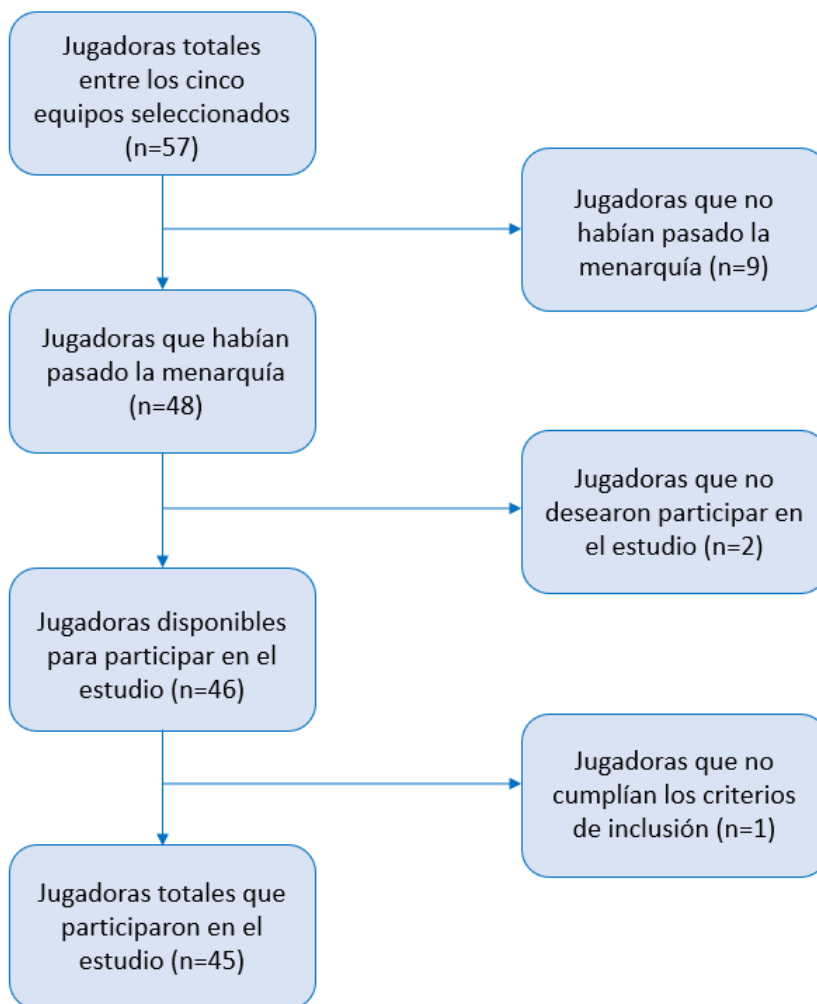 Jugadoras totales
entre los cinco
equipos seleccionados
(n=57)
Jugadoras que no
habían pasado la
menarquía (n=9)
Jugadoras que habían
pasado la menarquía
(n=48)
Jugadoras que no
desearon participar en
el estudio (n=2)
Jugadoras disponibles
para participar en el
estudio (n=46)
Jugadoras que no
cumplían los criterios
de inclusión (n=1)
Jugadoras totales que
participaron en el
estudio (n=45)